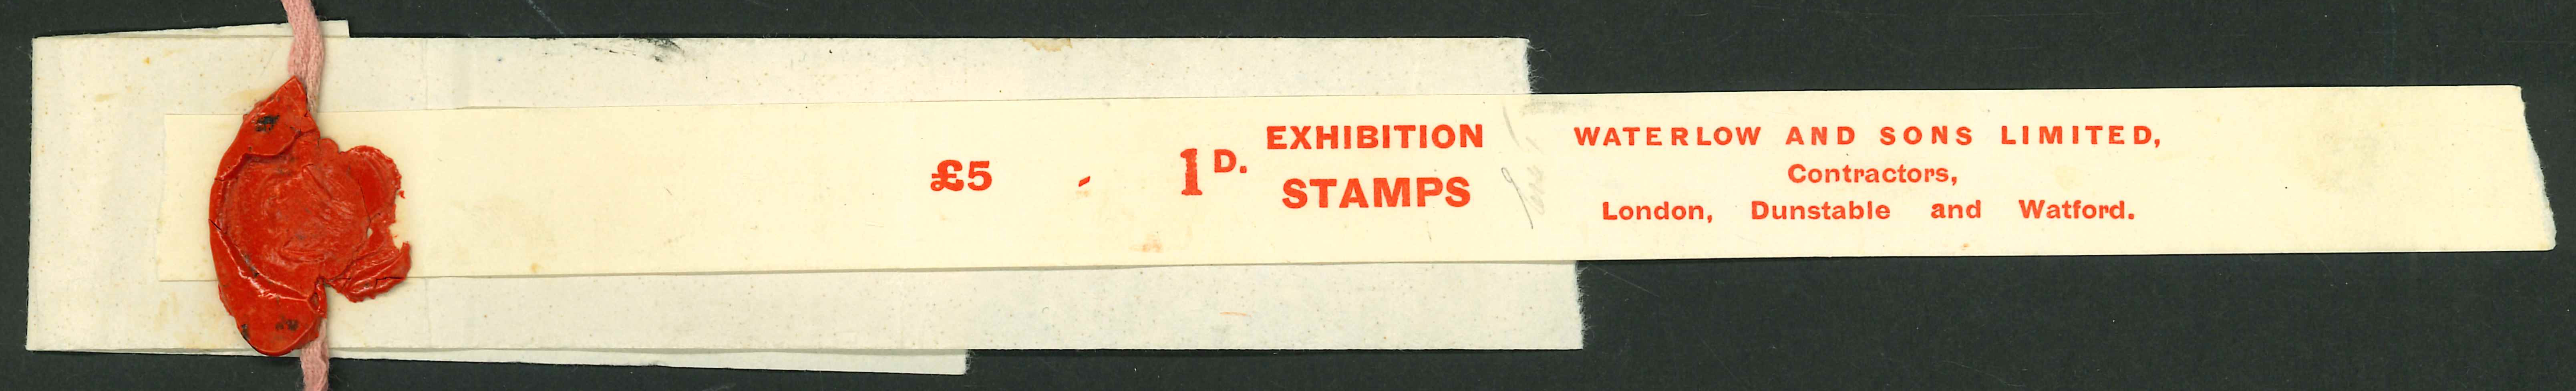 £5 - 1D. EXHIBITION STAMPS
WATERLOW AND SONS LIMITED,
Contractors,
London, Dunstable and Watford.